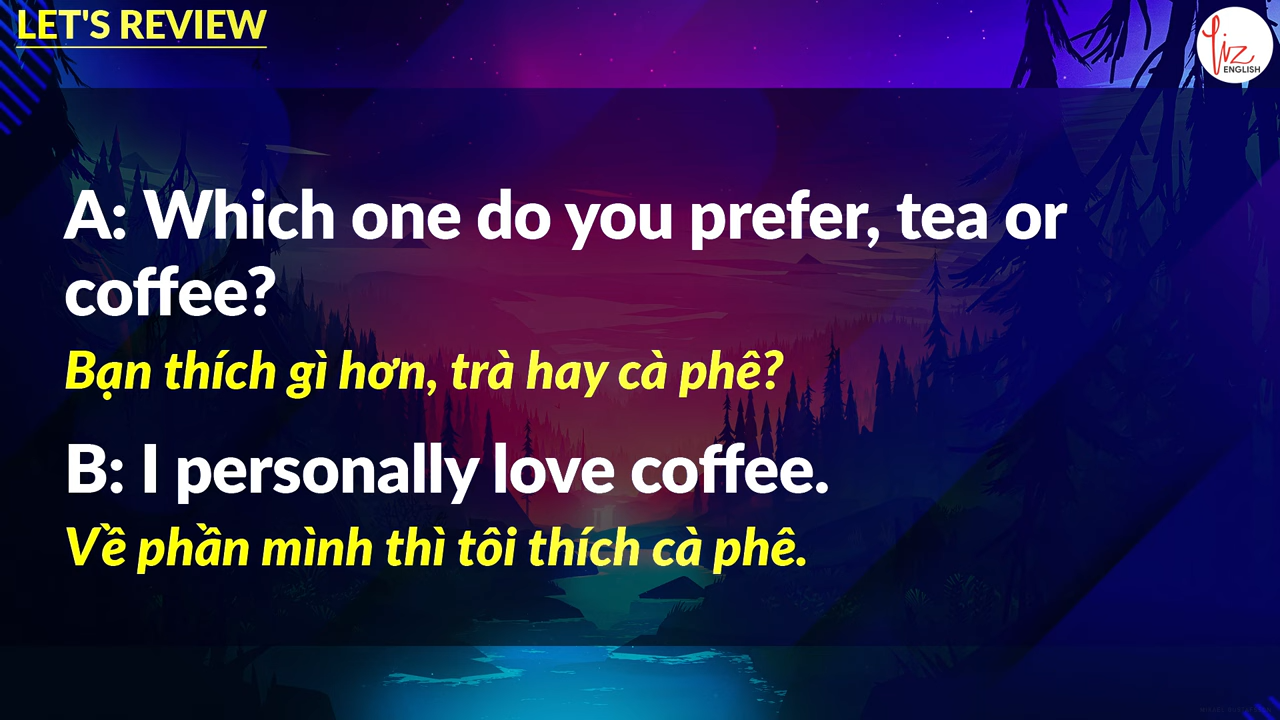 LET'S REVIEW
Liz
ENGLISH
A: Which one do you prefer, tea or
coffee?
Bạn thích gì hơn, trà hay cà phê?
B: I personally love coffee.
Về phần mình thì tôi thích cà phê.